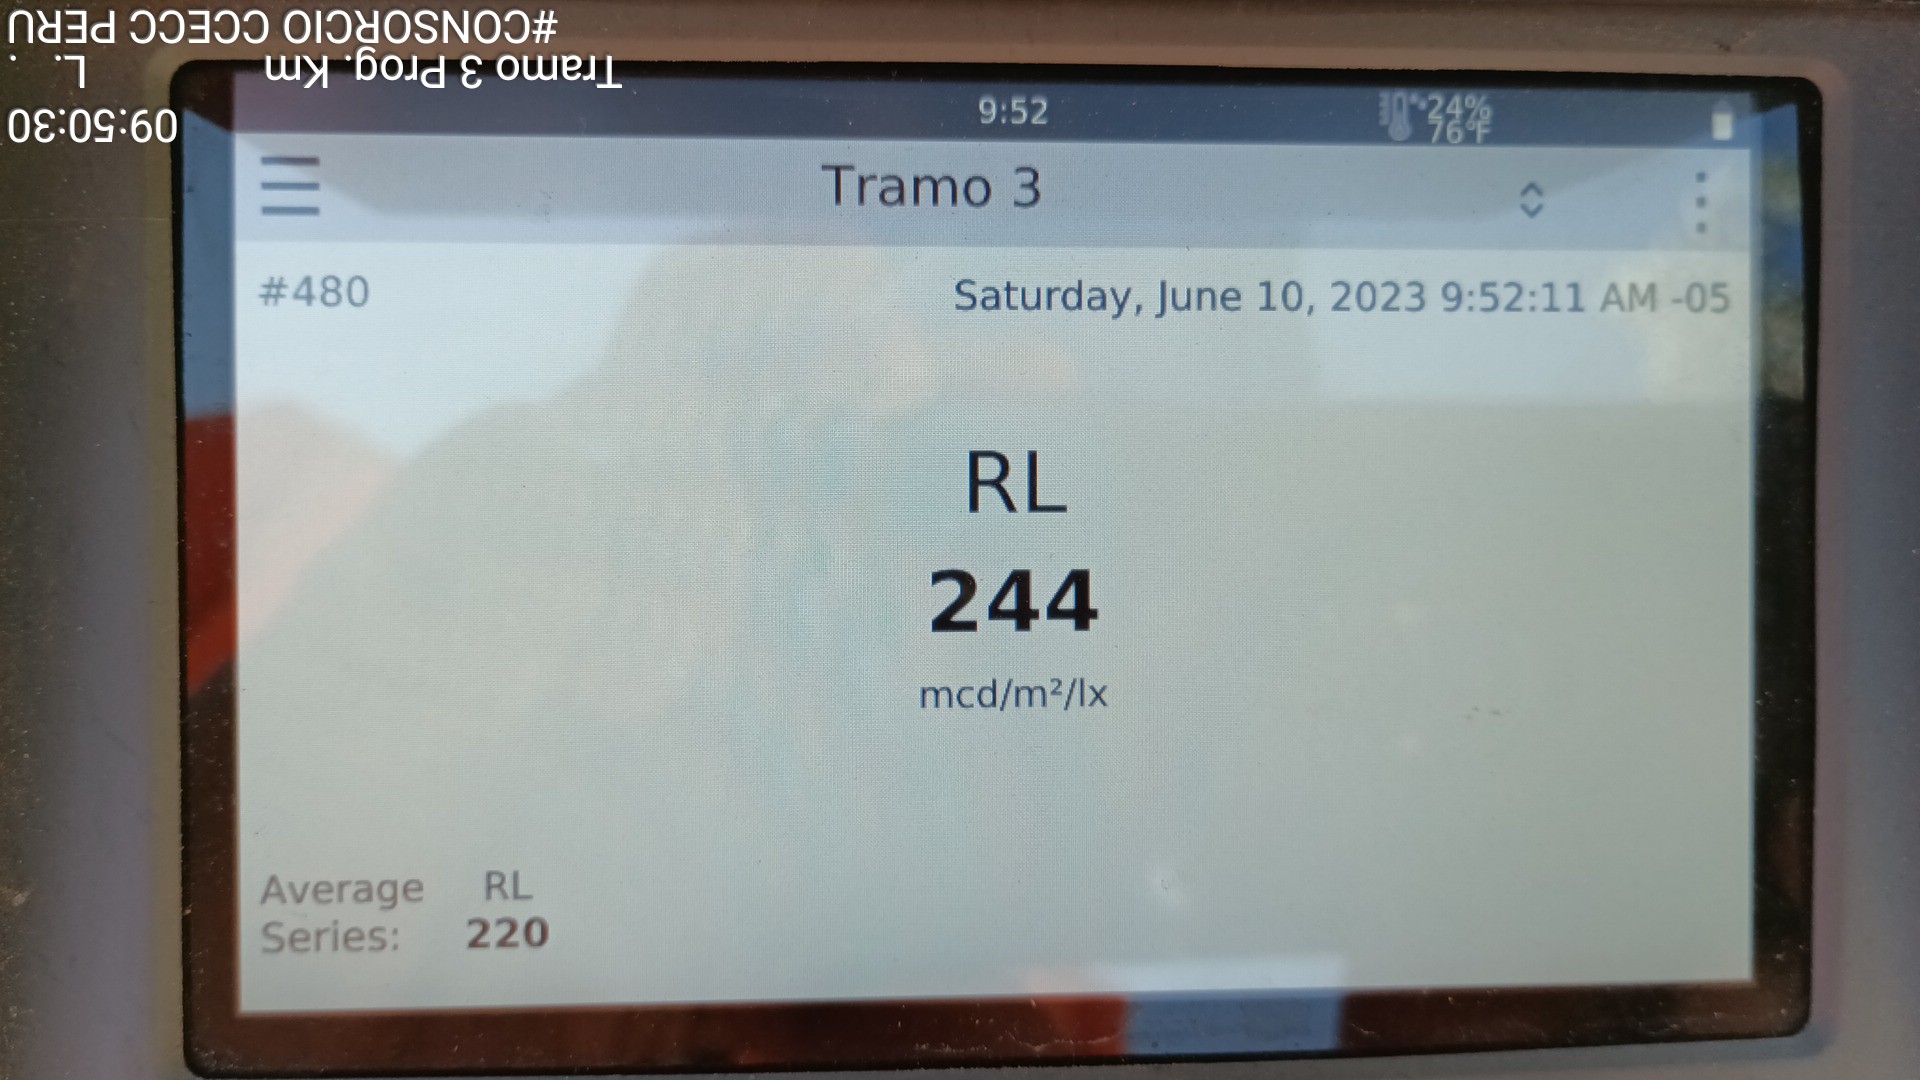 9:52
24%
76°F
Tramo 3
#480
Saturday, June 10, 2023 9:52:11 AM -05
RL
244
mcd/m²/lx
Average RL
Series: 220
09:50:30
Tramo 3 Prog. Km L. .
#CONSORCIO CCECC PERU